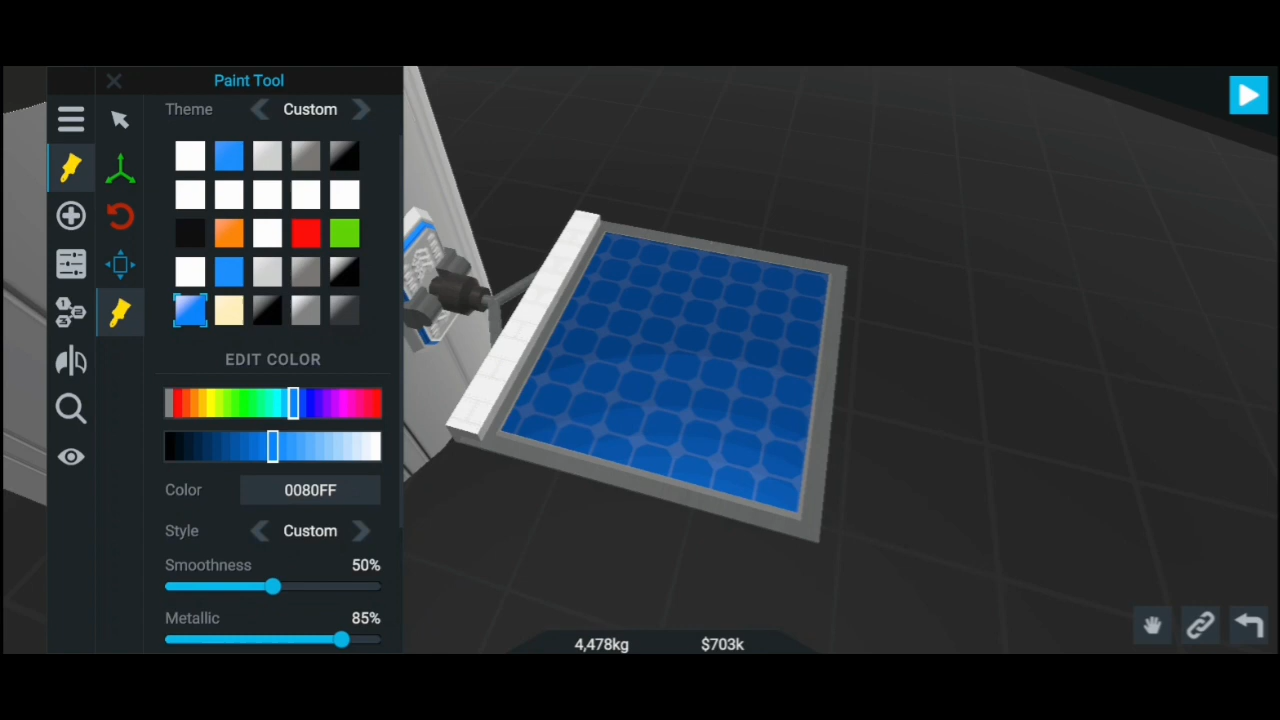 Paint Tool
Theme
Custom
EDIT COLOR
Color
0080FF
Style
Custom
Smoothness
50%
Metallic
85%
4,478kg
$703k